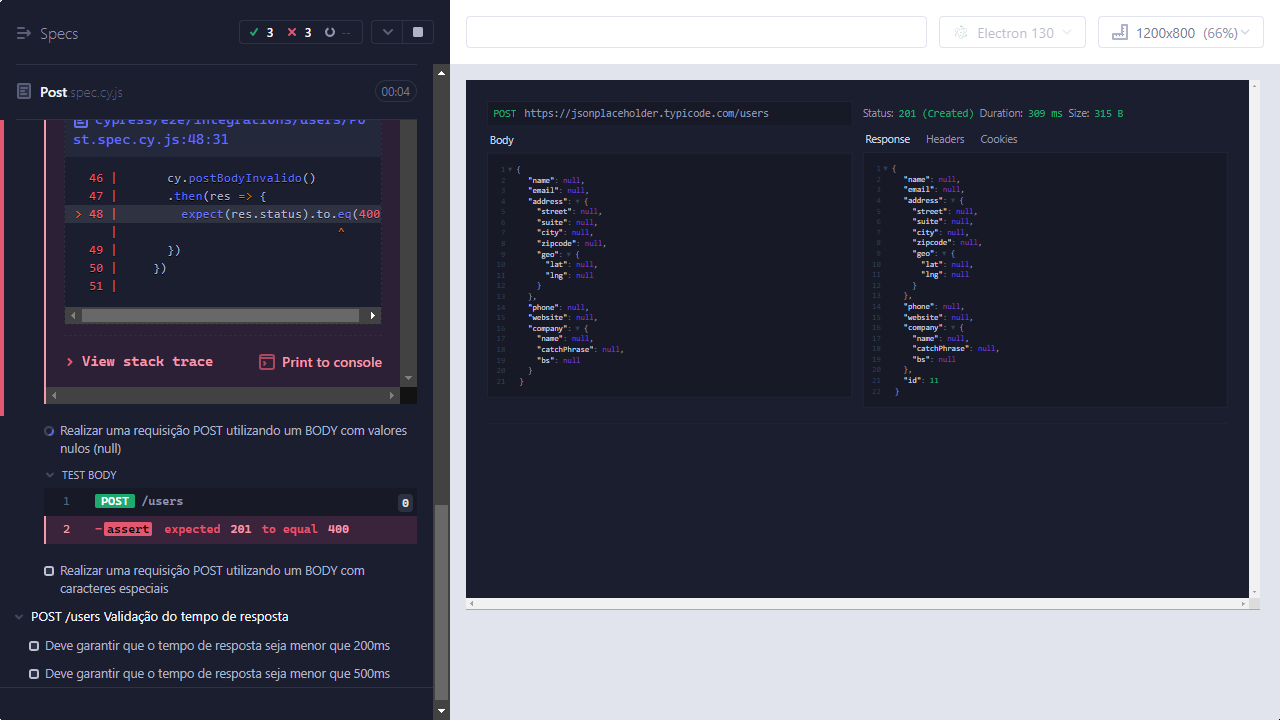 Specs
3 3 --
Electron 130
1200x800 (66%)
Post.spec.cy.js
00:04
cypress/e2e/integrations/users/Po
st.spec.cy.js:48:31
46 | cy.postBodyInvalido()
47 | .then(res => {
> 48 | expect(res.status).to.eq(400
| ^
49 | })
50 | })
51 |
View stack trace
Print to console
Realizar uma requisição POST utilizando um BODY com valores
nulos (null)
TEST BODY
1 POST /users 0
2 -assert expected 201 to equal 400
Realizar uma requisição POST utilizando um BODY com
caracteres especiais
POST /users Validação do tempo de resposta
Deve garantir que o tempo de resposta seja menor que 200ms
Deve garantir que o tempo de resposta seja menor que 500ms
POST https://jsonplaceholder.typicode.com/users
Body
1 {
2 "name": null,
3 "email": null,
4 "address": {
5 "street": null,
6 "suite": null,
7 "city": null,
8 "zipcode": null,
9 "geo": {
10 "lat": null,
11 "lng": null
12 }
13 },
14 "phone": null,
15 "website": null,
16 "company": {
17 "name": null,
18 "catchPhrase": null,
19 "bs": null
20 }
21 }
Status: 201 (Created) Duration: 309 ms Size: 315 B
Response Headers Cookies
1 {
2 "name": null,
3 "email": null,
4 "address": {
5 "street": null,
6 "suite": null,
7 "city": null,
8 "zipcode": null,
9 "geo": {
10 "lat": null,
11 "lng": null
12 }
13 },
14 "phone": null,
15 "website": null,
16 "company": {
17 "name": null,
18 "catchPhrase": null,
19 "bs": null
20 },
21 "id": 11
22 }